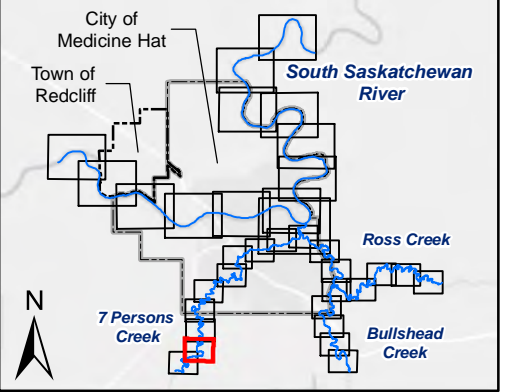 City of
Medicine Hat
Town of
Redcliff
South Saskatchewan
River
Ross Creek
N
7 Persons
Creek
Bullshead
Creek